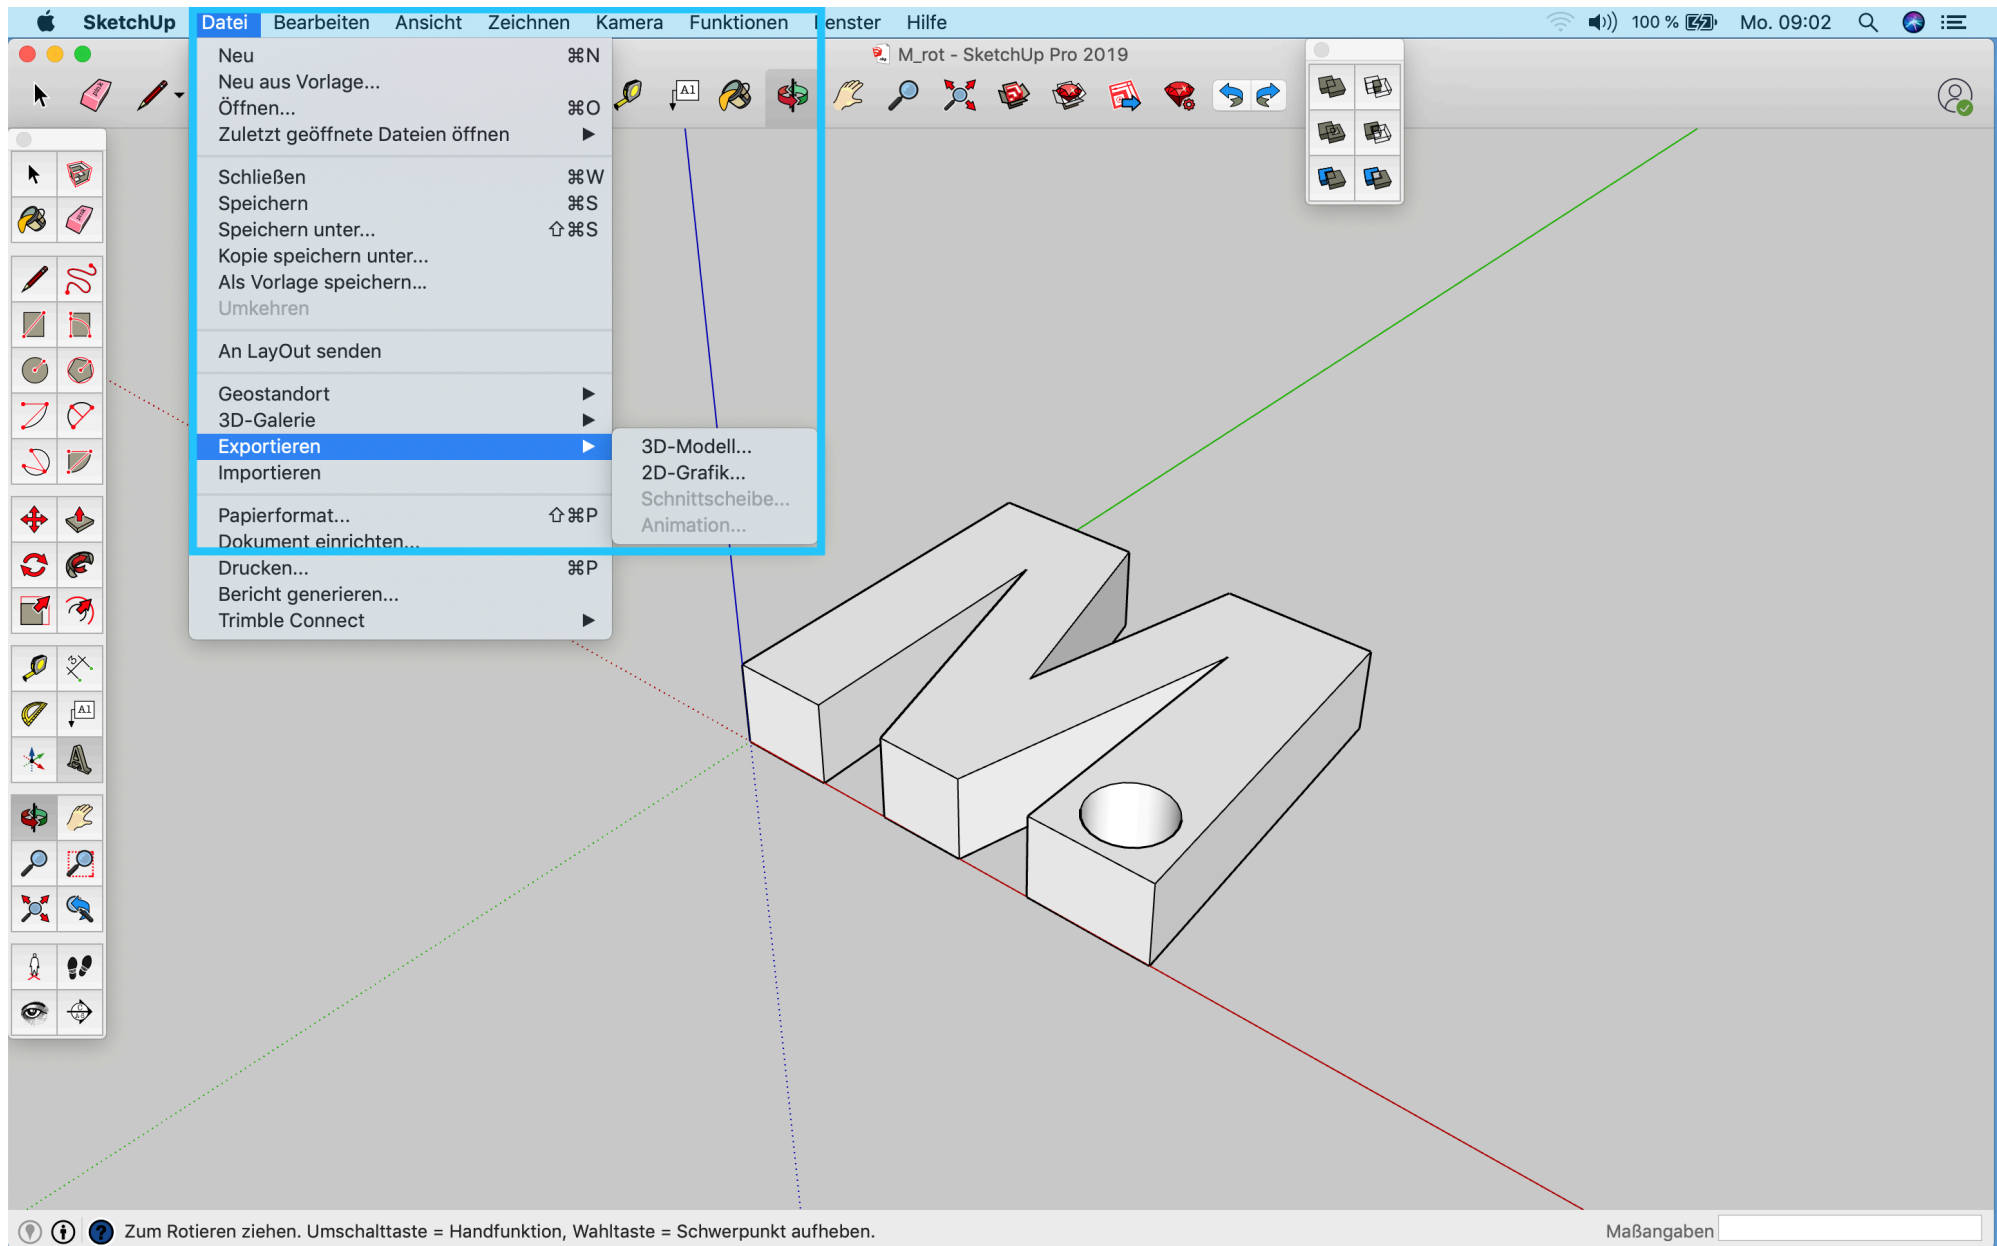 SketchUp Datei Bearbeiten Ansicht Zeichnen Kamera Funktionen Fenster Hilfe 100 % Mo. 09:02
M_rot - SketchUp Pro 2019
Neu ⌘N
Neu aus Vorlage...
Öffnen... ⌘O
Zuletzt geöffnete Dateien öffnen
Schließen ⌘W
Speichern ⌘S
Speichern unter... ⇧⌘S
Kopie speichern unter...
Als Vorlage speichern...
Umkehren
An LayOut senden
Geostandort
3D-Galerie
Exportieren
Importieren
Papierformat... ⇧⌘P
Dokument einrichten...
Drucken... ⌘P
Bericht generieren...
Trimble Connect
3D-Modell...
2D-Grafik...
Schnittscheibe...
Animation...
A1
A1
Zum Rotieren ziehen. Umschalttaste = Handfunktion, Wahltaste = Schwerpunkt aufheben.
Maßangaben